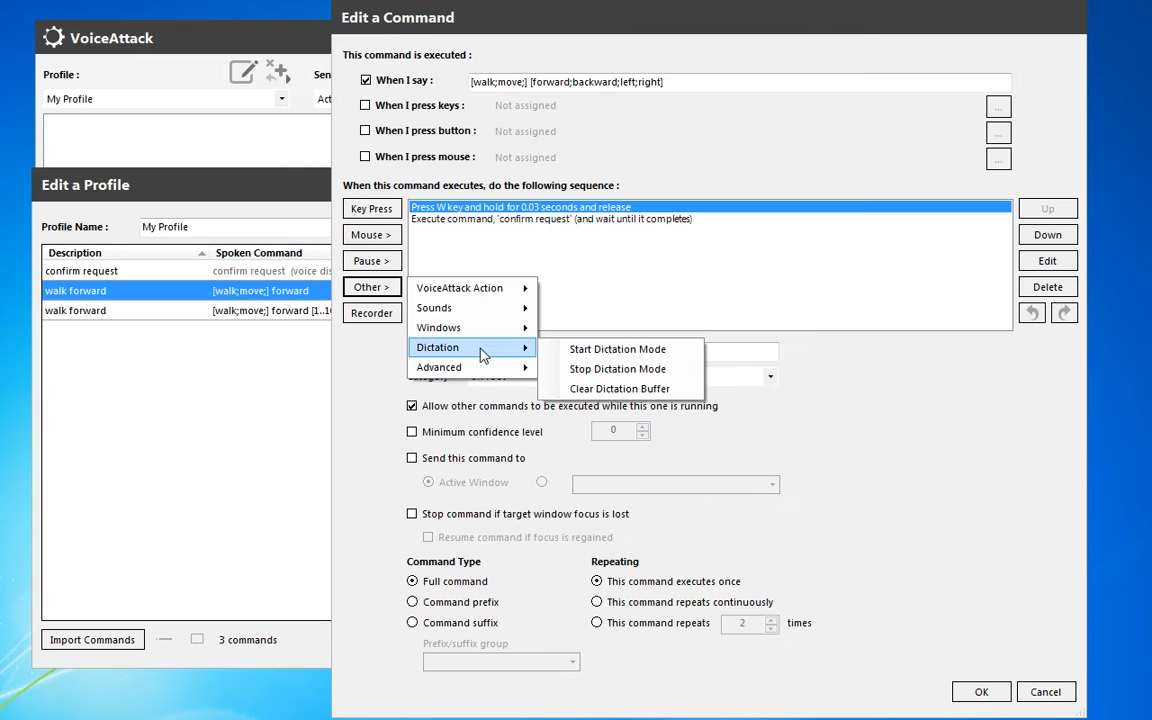 VoiceAttack
Profile :
Sen
My Profile
Act
Edit a Profile
Profile Name :
My Profile
Description
Spoken Command
confirm request
confirm request (voice dis
walk forward
[walk;move;] forward
walk forward
[walk;move;] forward [1..10
Import Commands
3 commands
Edit a Command
This command is executed :
When I say :
[walk;move;] [forward;backward;left;right]
When I press keys :
Not assigned
...
When I press button :
Not assigned
...
When I press mouse :
Not assigned
...
When this command executes, do the following sequence :
Key Press
Press W key and hold for 0.03 seconds and release
Up
Execute command, 'confirm request' (and wait until it completes)
Mouse >
Down
Pause >
Edit
Other >
Delete
Recorder
VoiceAttack Action
Sounds
Windows
Dictation
Advanced
Start Dictation Mode
Stop Dictation Mode
Clear Dictation Buffer
Allow other commands to be executed while this one is running
Minimum confidence level
0
Send this command to
Active Window
Stop command if target window focus is lost
Resume command if focus is regained
Command Type
Repeating
Full command
This command executes once
Command prefix
This command repeats continuously
Command suffix
This command repeats
2
times
Prefix/suffix group
OK
Cancel